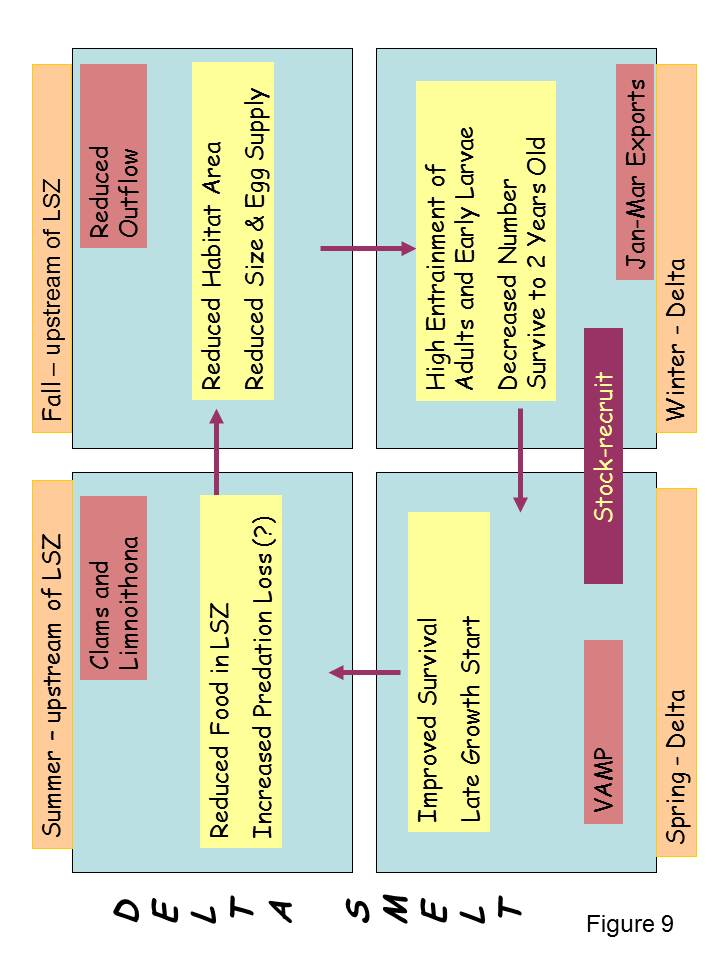 DELTA SMELT
Summer – upstream of LSZ
Clams and
Limnoithona
Reduced Food in LSZ
Increased Predation Loss(?)
Fall – upstream of LSZ
Reduced
Outflow
Reduced Habitat Area
Reduced Size & Egg Supply
Improved Survival
Late Growth Start
VAMP
Spring - Delta
High Entrainment of
Adults and Early Larvae
Decreased Number
Survive to 2 Years Old
Jan-Mar Exports
Winter - Delta
Stock-recruit
Figure 9